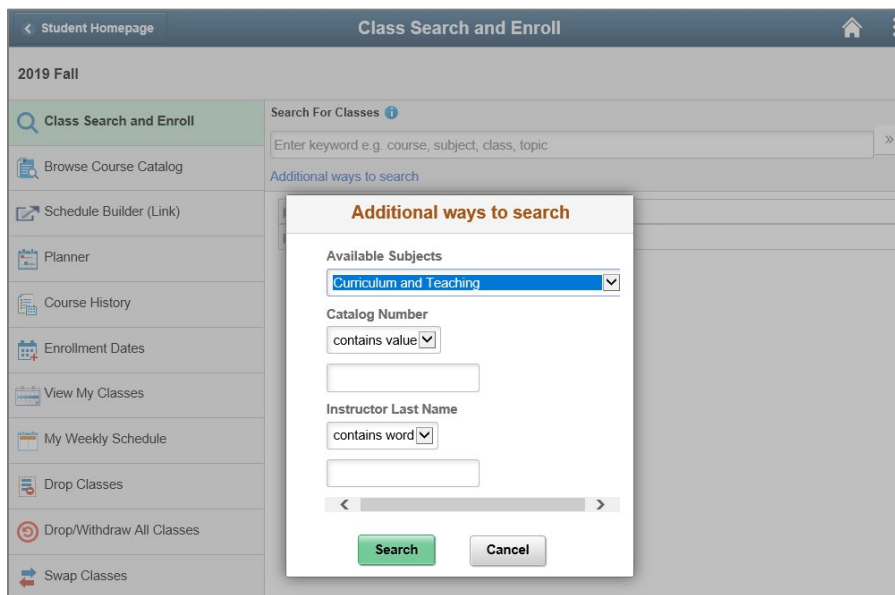 Student Homepage
Class Search and Enroll
2019 Fall
Class Search and Enroll
Browse Course Catalog
Schedule Builder (Link)
Planner
Course History
Enrollment Dates
View My Classes
My Weekly Schedule
Drop Classes
Drop/Withdraw All Classes
Swap Classes
Search For Classes
Enter keyword e.g. course, subject, class, topic
Additional ways to search
Additional ways to search
Available Subjects
Curriculum and Teaching
Catalog Number
contains value
Instructor Last Name
contains word
Search Cancel